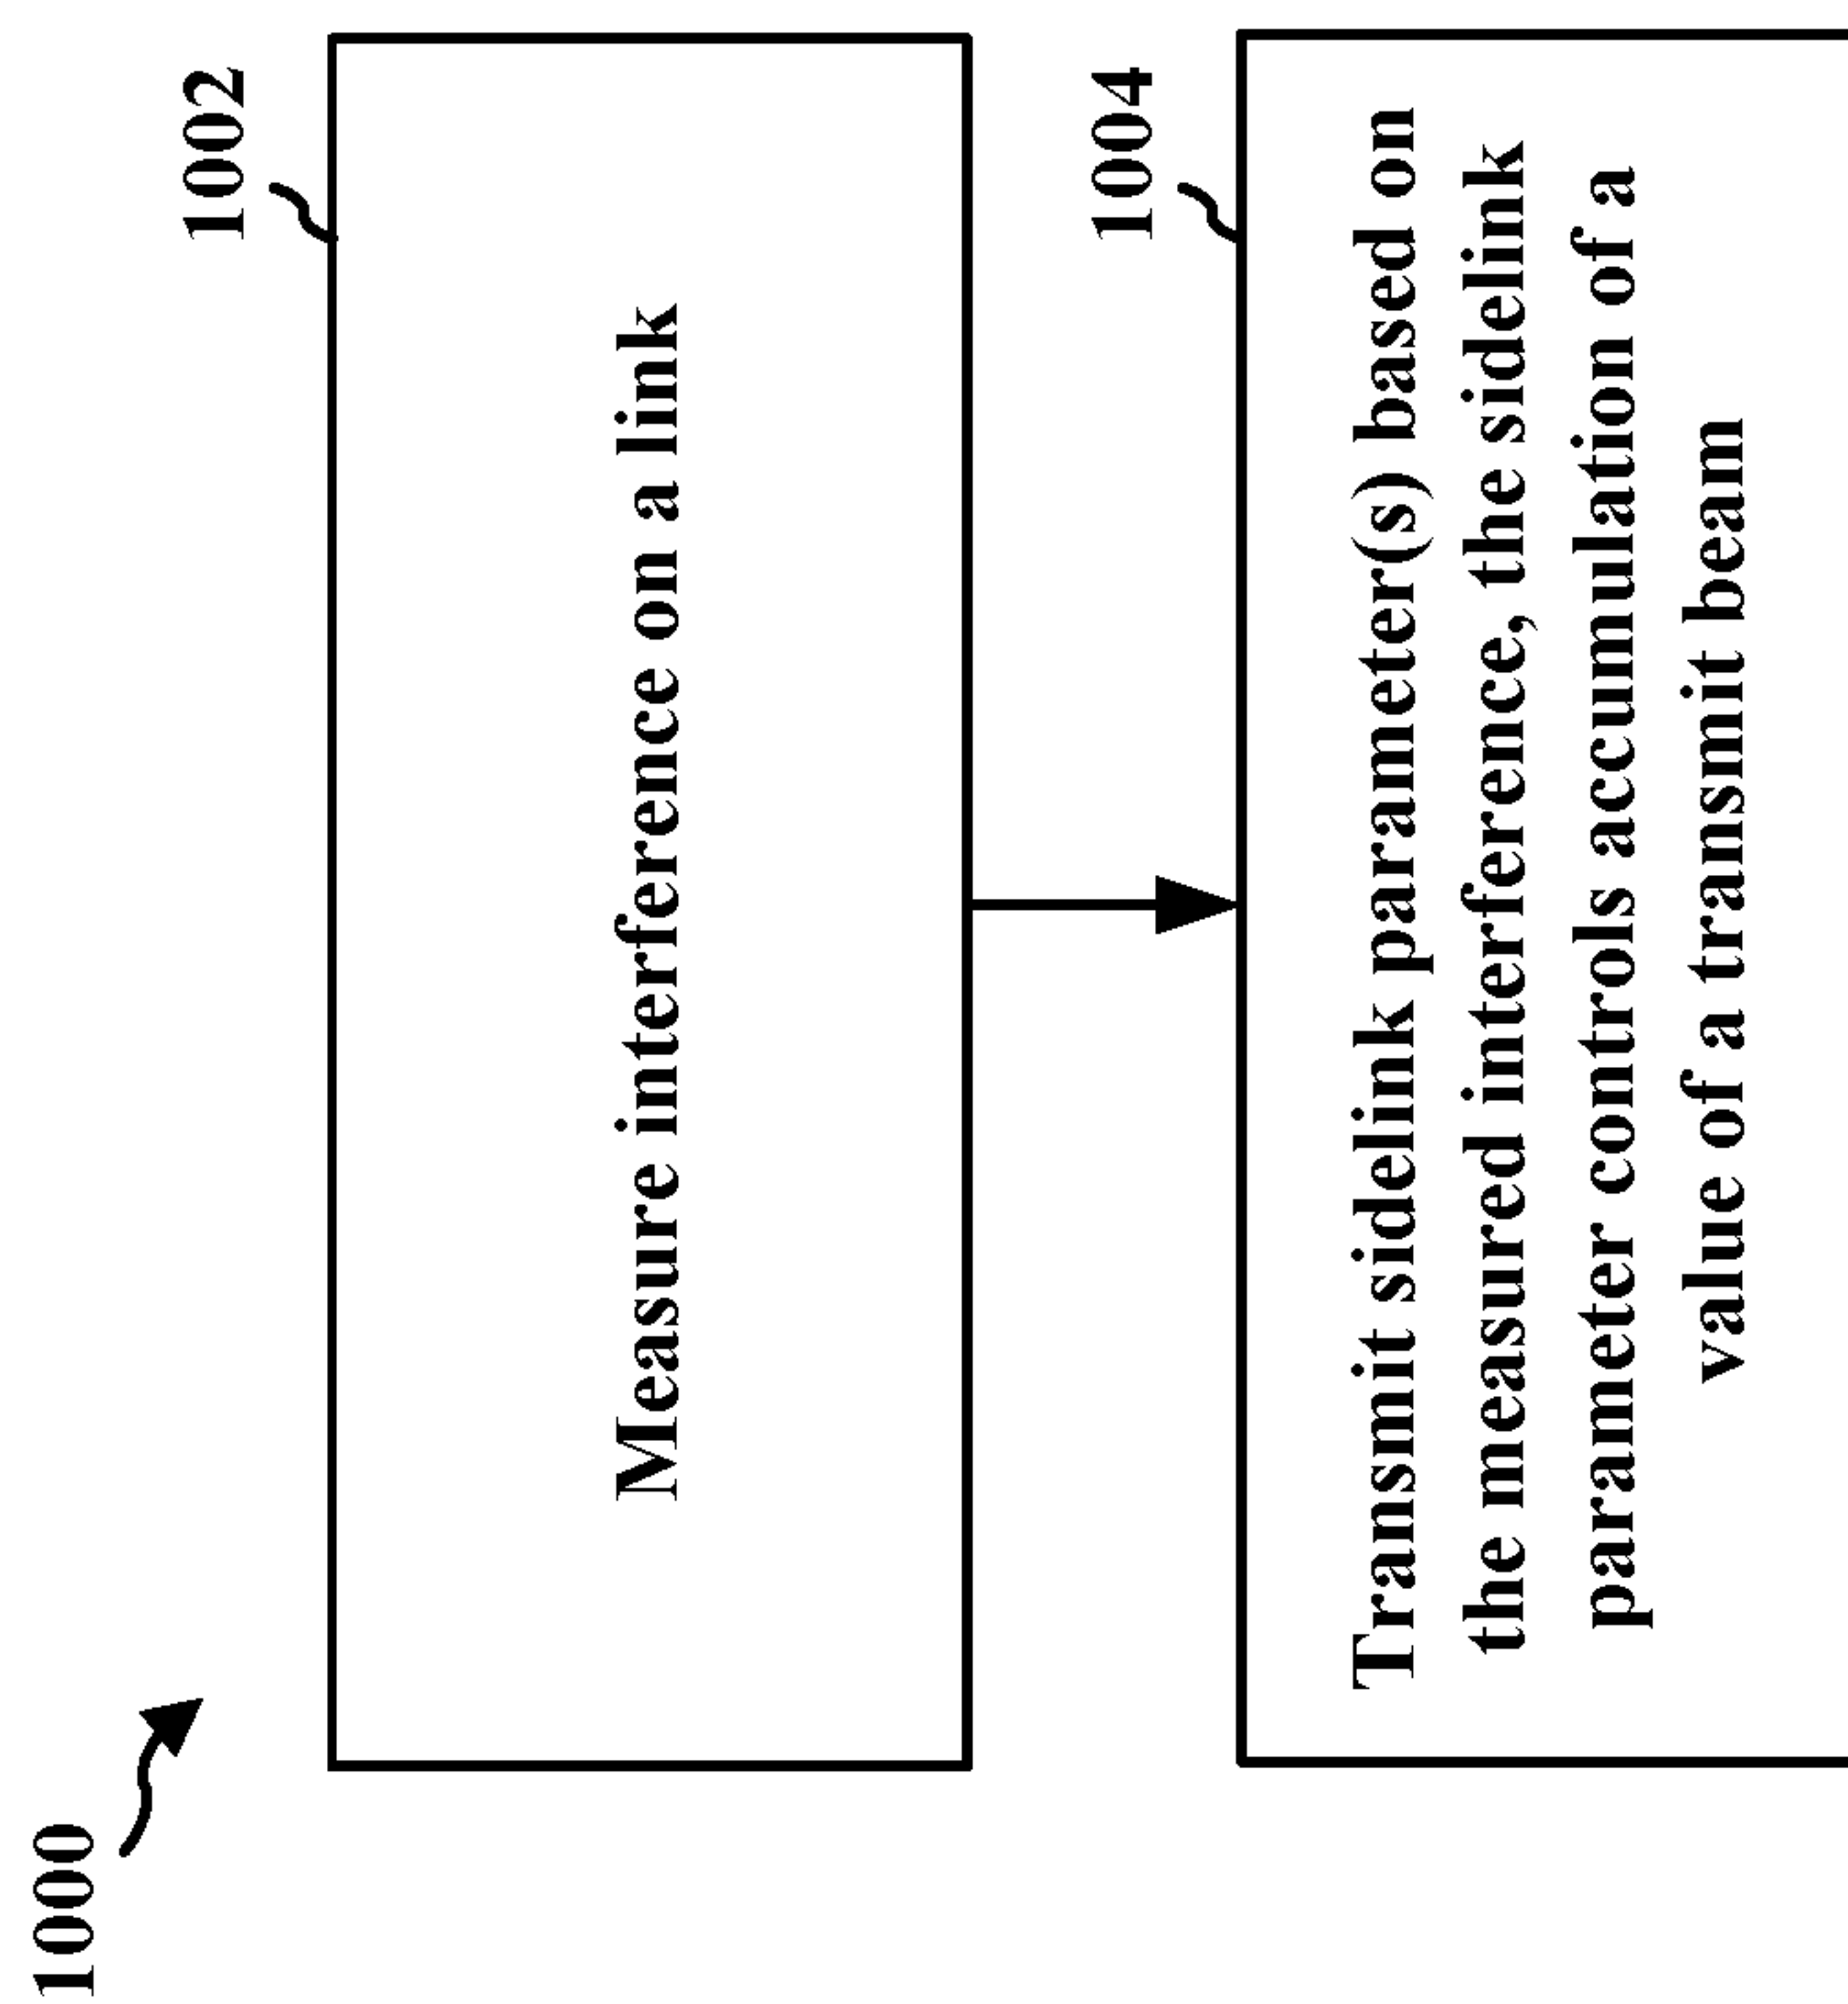 1000
1002
Measure interference on a link
1004
Transmit sidelink parameter(s) based on
the measured interference, the sidelink
parameter controls accumulation of a
value of a transmit beam